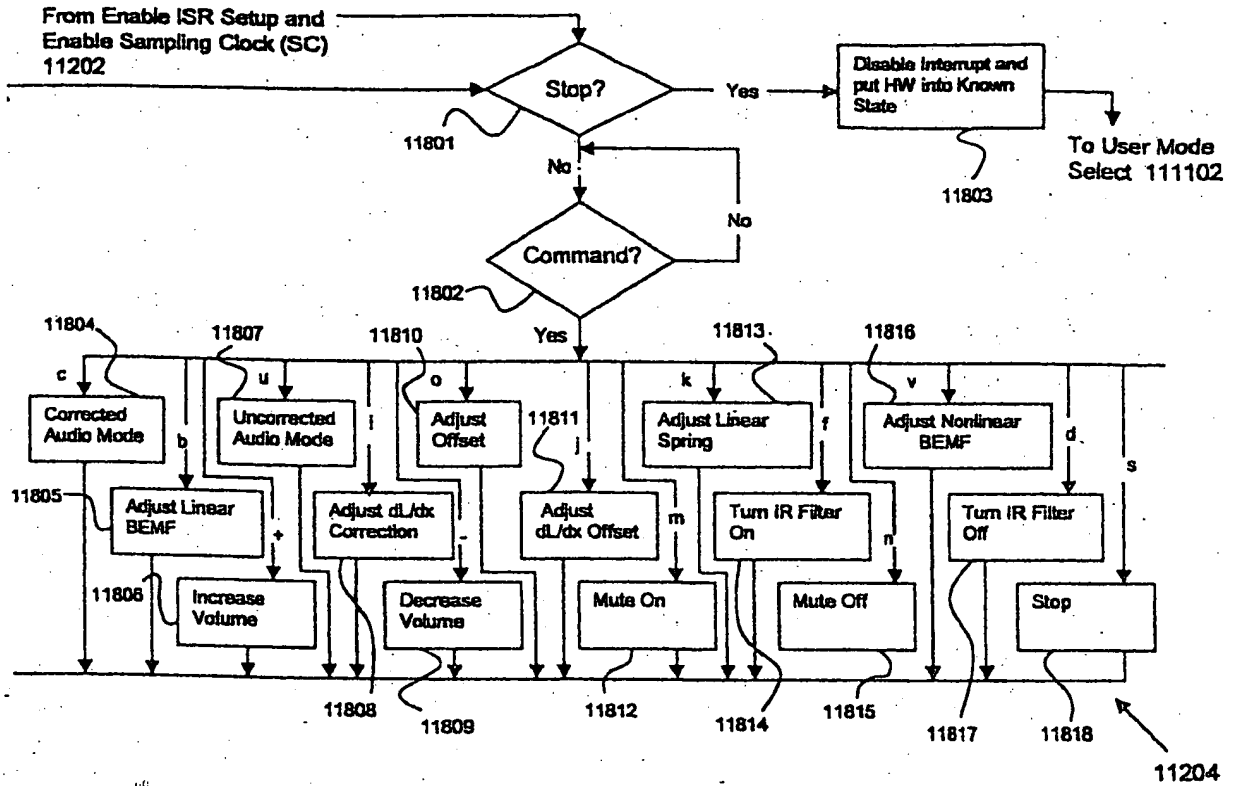 From Enable ISR Setup and
Enable Sampling Clock (SC)
11202
Stop?
11801
Yes
Disable Interrupt and
put HW into Known
State
11803
To User Mode
Select 111102
No
No
Command?
11802
Yes
11804
11807
11810
11813
11816
c
u
o
k
v
Corrected
Audio Mode
b
Uncorrected
Audio Mode
Adjust
Offset
11811
j
Adjust Linear
Spring
f
Adjust Nonlinear
BEMF
d
s
11805
Adjust Linear
BEMF
+
Adjust dL/dx
Correction
-
Adjust
dL/dx Offset
m
Turn IR Filter
On
n
Turn IR Filter
Off
11806
Increase
Volume
Decrease
Volume
Mute On
Mute Off
Stop
11808
11809
11812
11814
11815
11817
11818
11204